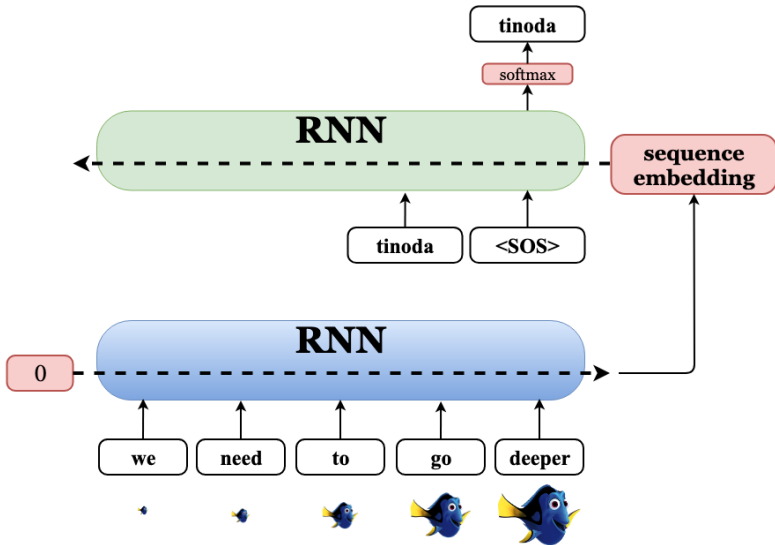 tinoda
softmax
RNN
sequence
embedding
tinoda
<SOS>
RNN
0
we
need
to
go
deeper